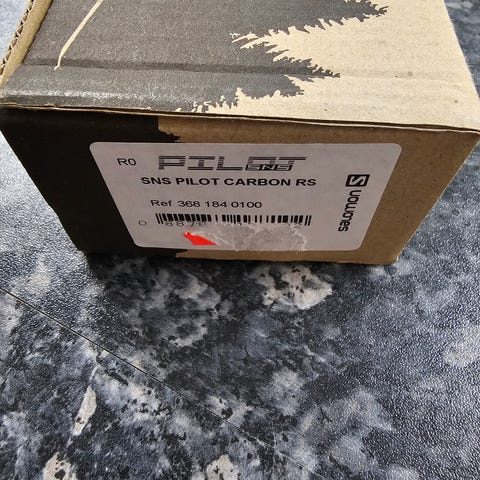 R0 PILOT
SNS
SNS PILOT CARBON RS
Ref 368 184 0100
SALOMON